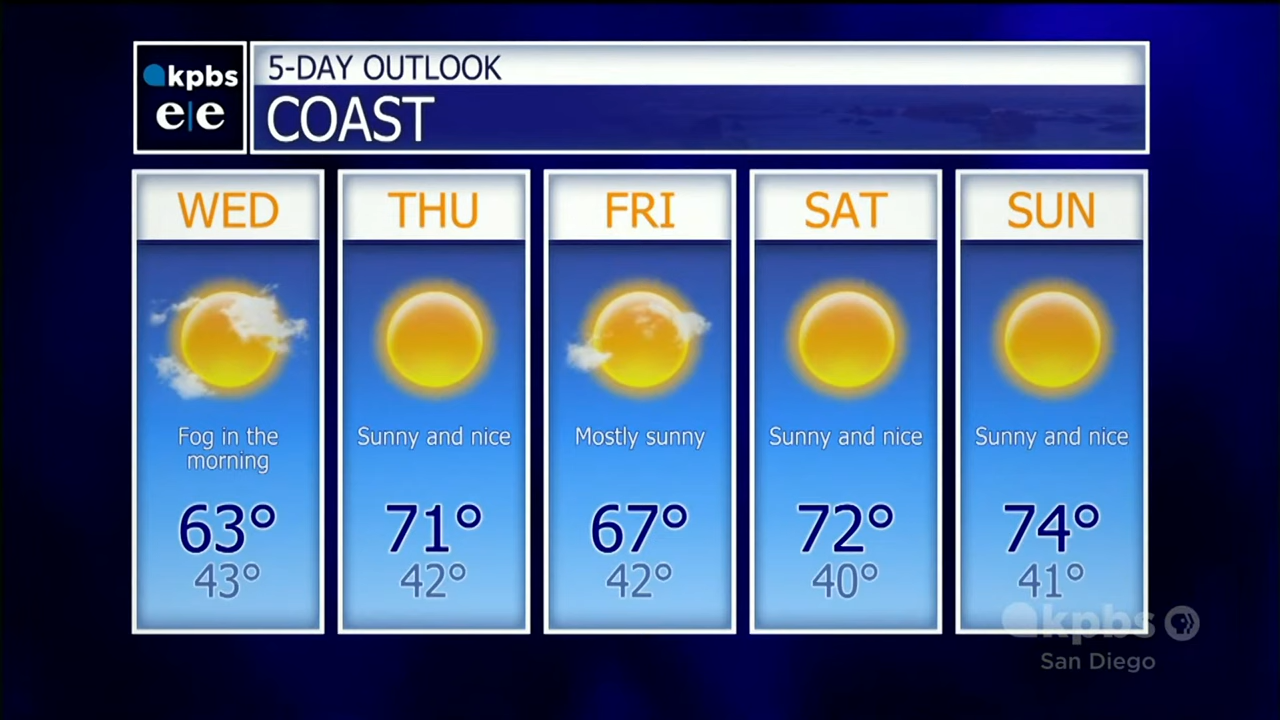 kpbs
e|e
5-DAY OUTLOOK
COAST
WED
THU
FRI
SAT
SUN
Fog in the
morning
Sunny and nice
Mostly sunny
Sunny and nice
Sunny and nice
63°
71°
67°
72°
74°
43°
42°
42°
40°
41°
kpbs
San Diego